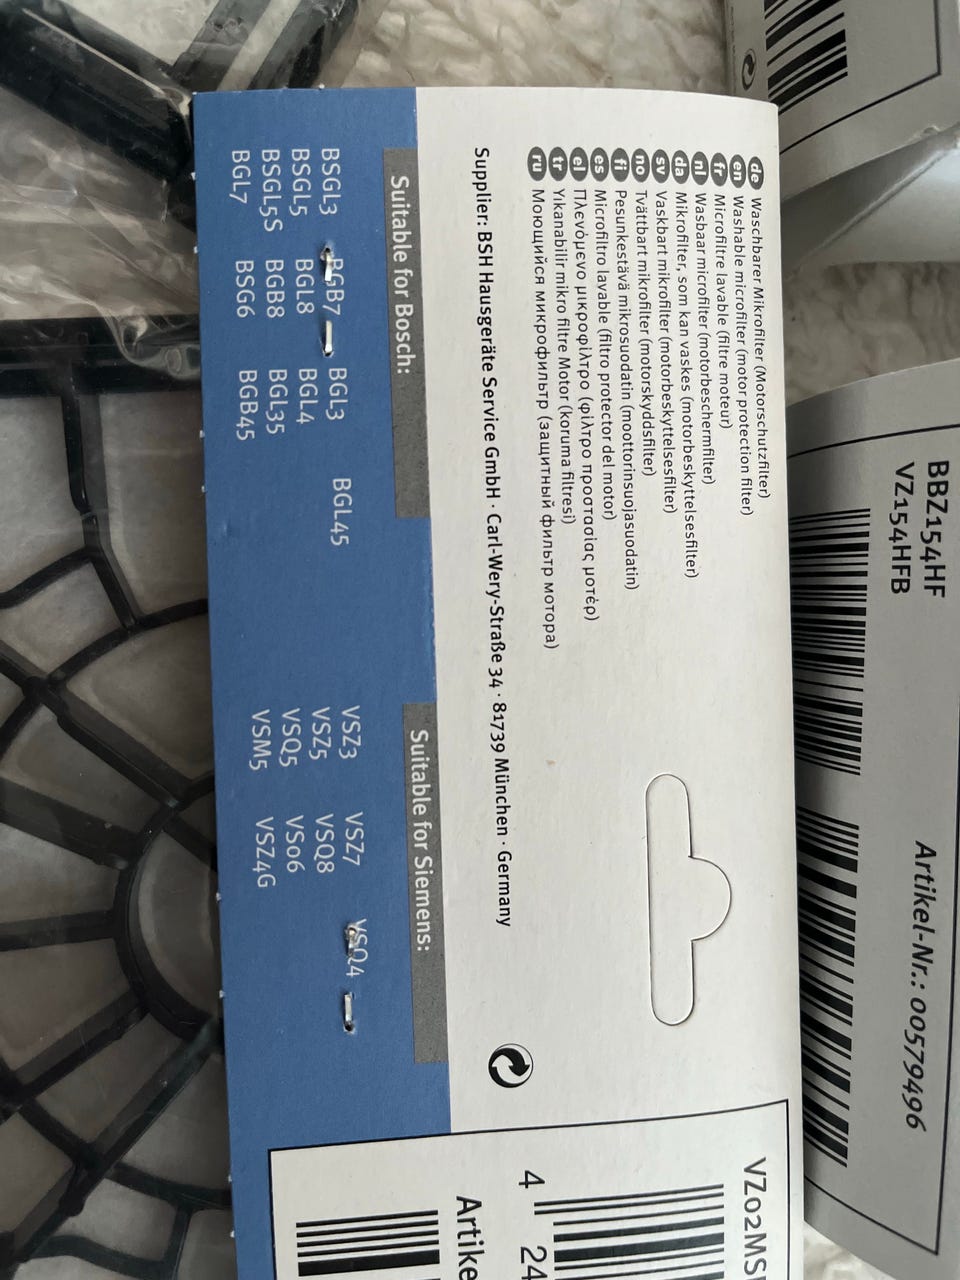 de Waschbarer Mikrofilter (Motorschutzfilter)
en Washable microfilter (motor protection filter)
fr Microfiltre lavable (filtre moteur)
nl Wasbaar microfilter (motorbeschermfilter)
da Mikrofilter, som kan vaskes (motorbeskyttelsesfilter)
sv Vaskbart mikrofilter (motorbeskyttelsesfilter)
no Tvättbart mikrofilter (motorskyddsfilter)
fi Pesunkestävä mikrosuodatin (moottorinsuojasuodatin)
es Microfiltro lavable (filtro protector del motor)
el Πλενόμενο μικροφίλτρο (φίλτρο προστασίας μοτέρ)
tr Yıkanabilir mikro filtre Motor (koruma filtresi)
ru Моющийся микрофильтр (защитный фильтр мотора)
Supplier: BSH Hausgeräte Service GmbH · Carl-Wery-Straße 34 · 81739 München · Germany
Suitable for Bosch:
BSGL3 BGB7 BGL3 BGL45
BSGL5 BGL8 BGL4
BSGL5S BGB8 BGL35
BGL7 BSG6 BGB45
Suitable for Siemens:
VSZ3 VSZ7 VSQ4
VSZ5 VSQ8
VSQ5 VS06
VSM5 VSZ4G
VZ02MS
4 24
Artike
BBZ154HF
VZ154HFB
Artikel-Nr.: 00579496